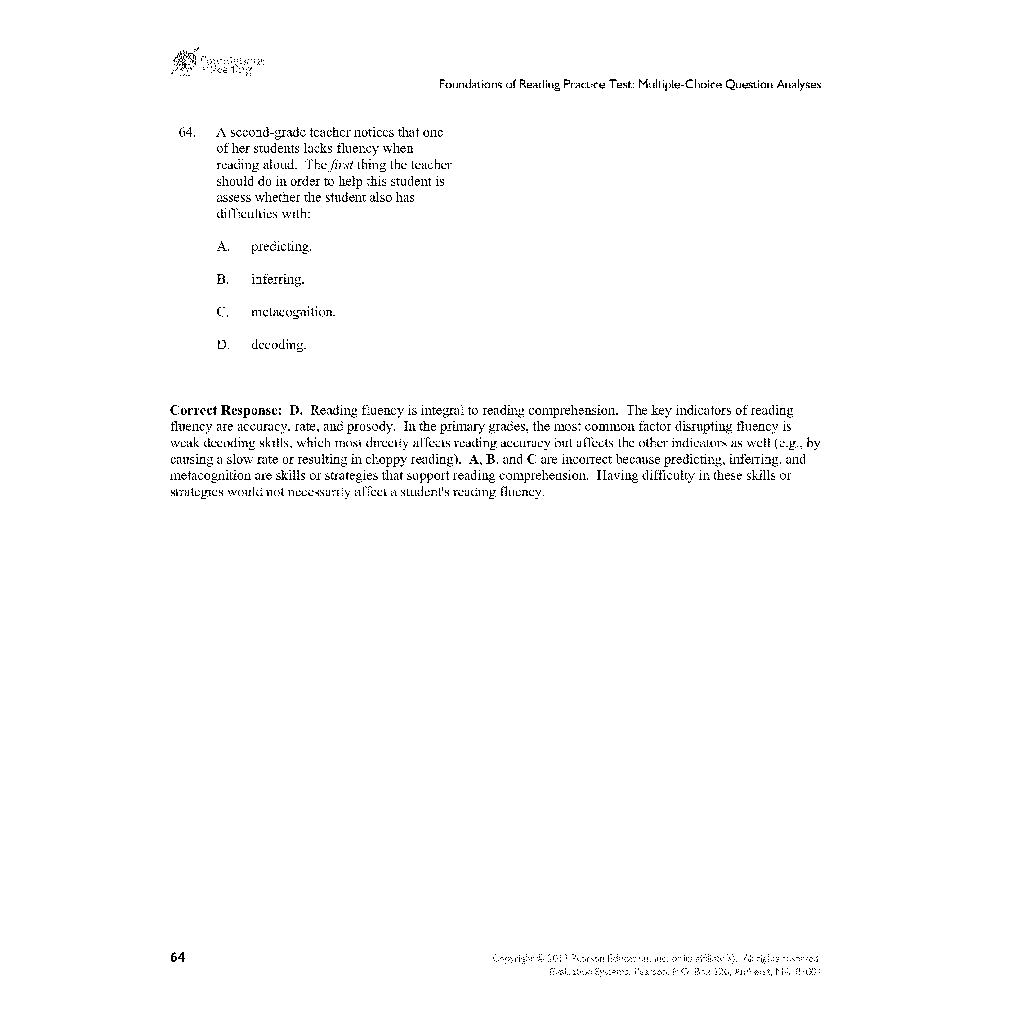 Foundations of Reading Practice Test: Multiple-Choice Question Analyses
64. A second-grade teacher notices that one
of her students lacks fluency when
reading aloud. The first thing the teacher
should do in order to help this student is
assess whether the student also has
difficulties with:
A. predicting.
B. inferring.
C. metacognition.
D. decoding.
Correct Response: D. Reading fluency is integral to reading comprehension. The key indicators of reading
fluency are accuracy, rate, and prosody. In the primary grades, the most common factor disrupting fluency is
weak decoding skills, which most directly affects reading accuracy but affects the other indicators as well (e.g., by
causing a slow rate or resulting in choppy reading). A, B, and C are incorrect because predicting, inferring, and
metacognition are skills or strategies that support reading comprehension. Having difficulty in these skills or
strategies would not necessarily affect a student's reading fluency.
64
Copyright © Pearson Education, Inc. or its affiliate(s). All rights reserved.
Evaluation Systems, Pearson, P.O. Box 226, Amherst, MA